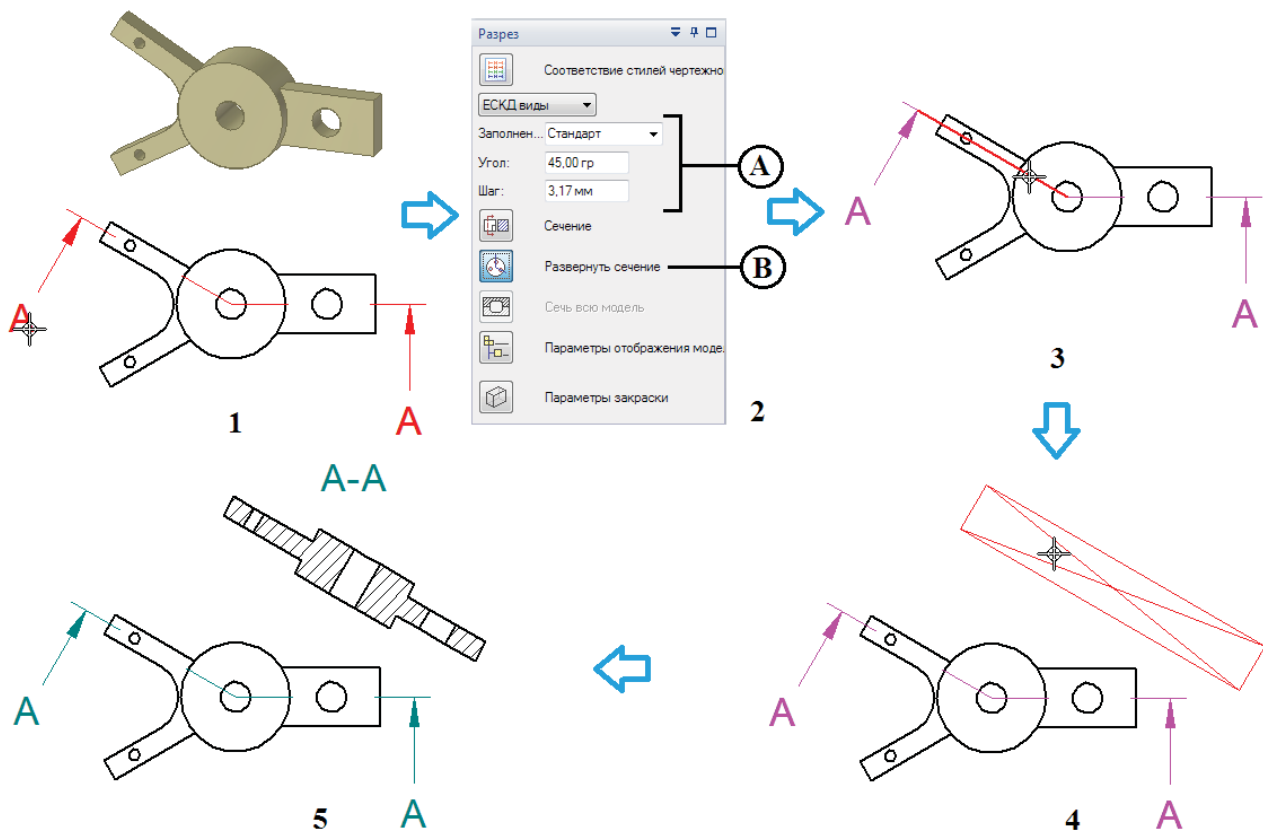 Разрез
Соответствие стилей чертежно
ЕСКД виды
Заполнен... Стандарт
Угол: 45,00 гр
Шаг: 3,17 мм
A
Сечение
Развернуть сечение
B
Сечь всю модель
Параметры отображения моде.
Параметры закраски
A
A
1
2
A
A
3
A-A
A
A
5
A
A
4